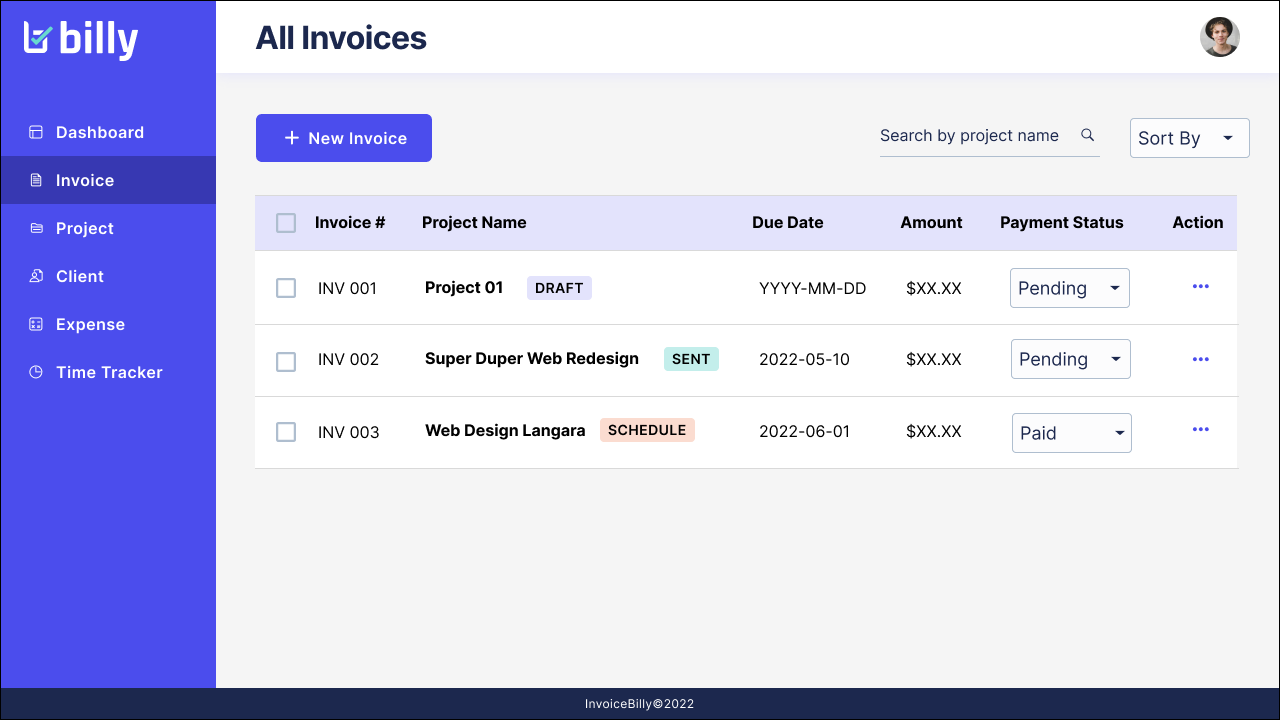 billy
All Invoices
Dashboard
Invoice
Project
Client
Expense
Time Tracker
+ New Invoice
Search by project name
Sort By
Invoice # Project Name Due Date Amount Payment Status Action
INV 001 Project 01 DRAFT YYYY-MM-DD $XX.XX Pending ...
INV 002 Super Duper Web Redesign SENT 2022-05-10 $XX.XX Pending ...
INV 003 Web Design Langara SCHEDULE 2022-06-01 $XX.XX Paid ...
InvoiceBilly©2022